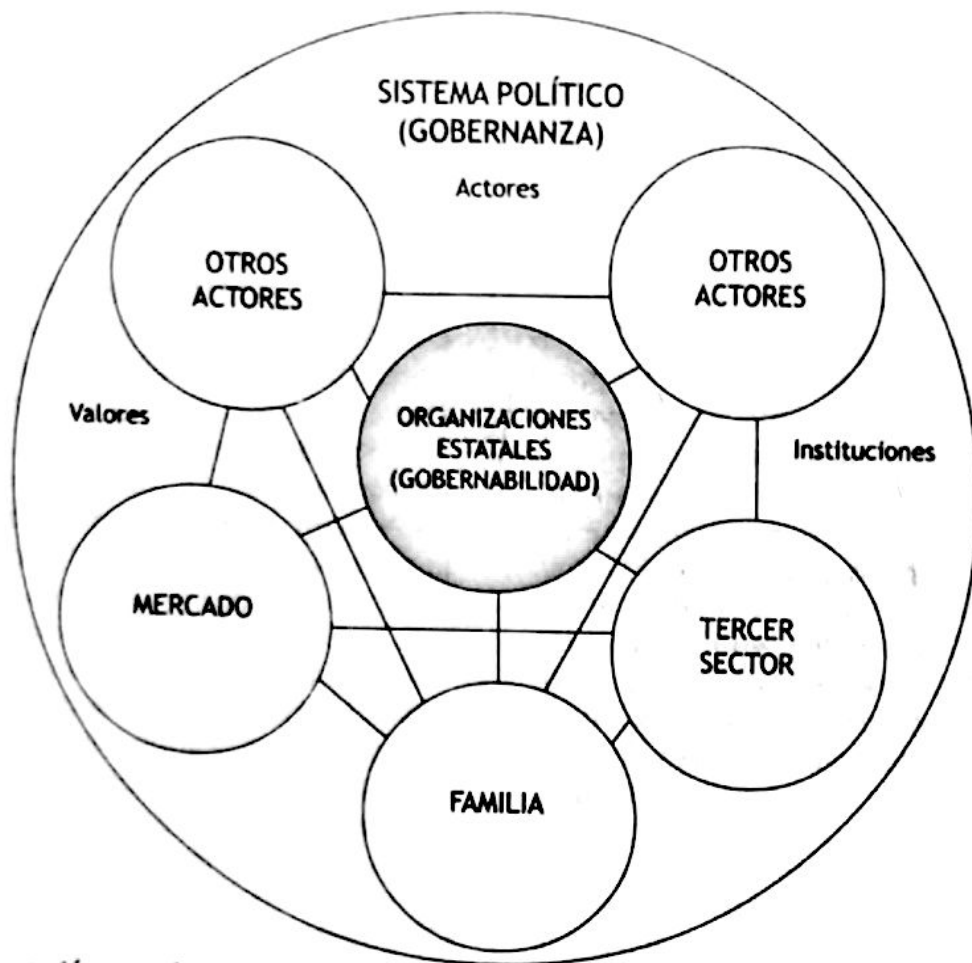 SISTEMA POLÍTICO
(GOBERNANZA)
Actores
OTROS
ACTORES
OTROS
ACTORES
Valores
ORGANIZACIONES
ESTATALES
(GOBERNABILIDAD)
Instituciones
MERCADO
TERCER
SECTOR
FAMILIA